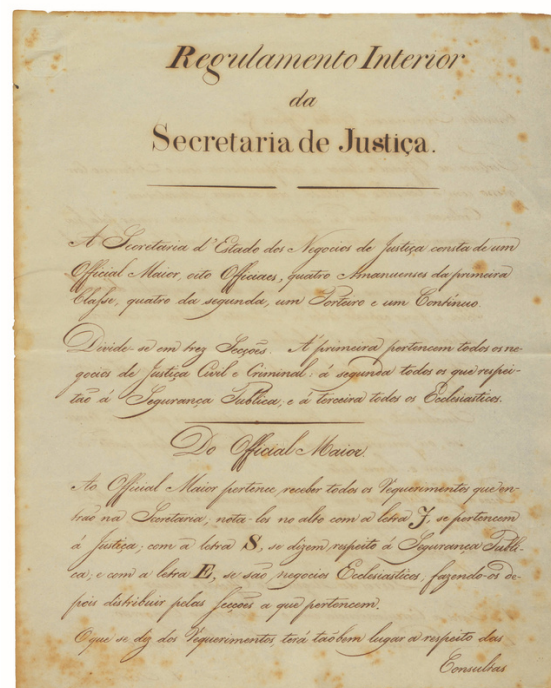 Regulamento Interior
da
Secretaria de Justiça.
A Secretaria d'Estado dos Negocios de Justiça consta de um
Official Maior, oito Officiaes, quatro Amanuenses da primeira
Classe, quatro da segunda, um Porteiro e um Contínuo.
Divide-se em trez Secções. Á primeira pertencem todos os ne-
gocios de Justiça Civil e Criminal; á segunda todos os que respei-
tão á Segurança Publica; e á terceira todos os Ecclesiasticos.
Do Official Maior.
Ao Official Maior pertence, receber todos os Requerimentos que en-
trão na Secretaria, nota-los no alto com a letra J, se pertencem
á Justiça; com a letra S, se dizem respeito á Segurança Publi-
ca; e com a letra E, se são negocios Ecclesiasticos, fazendo-os de-
pois distribuir pelas Secções a que pertencem.
O que se diz dos Requerimentos, terá taobem lugar a respeito das
Consultas